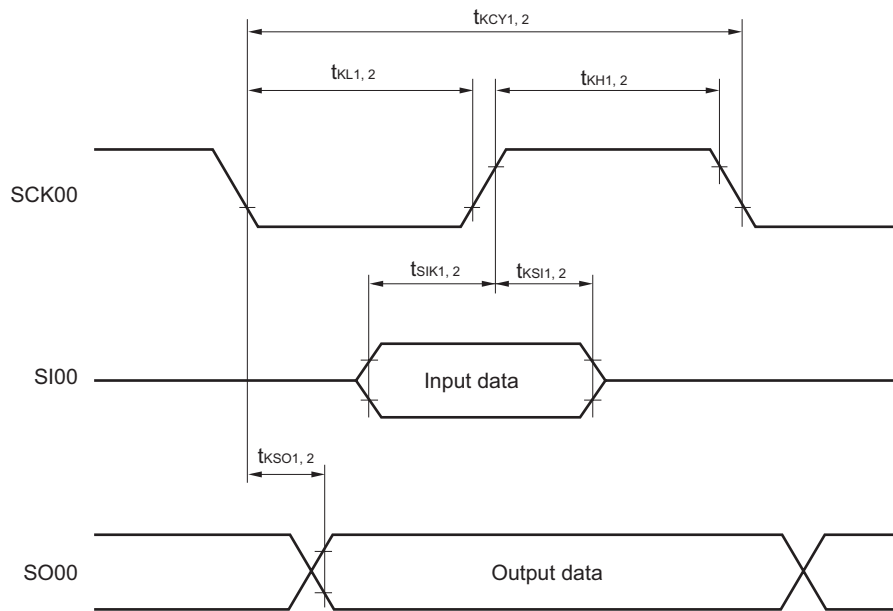 tKCY1, 2
tKL1, 2
tKH1, 2
SCK00
tSIK1, 2
tKSI1, 2
SI00
Input data
tKSO1, 2
SO00
Output data